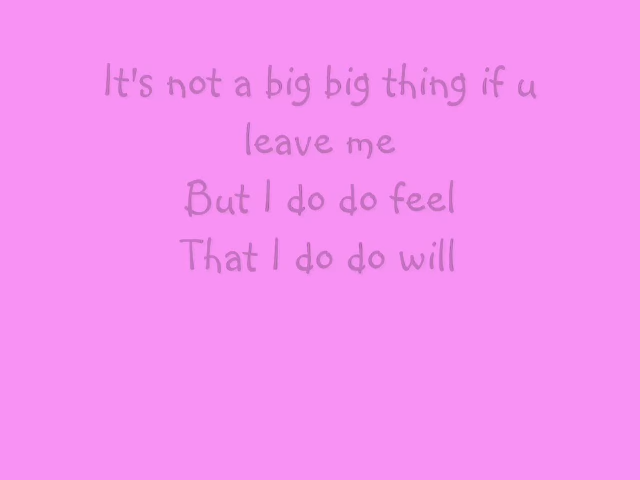 It's not a big big thing if u
leave me
But I do do feel
That I do do will